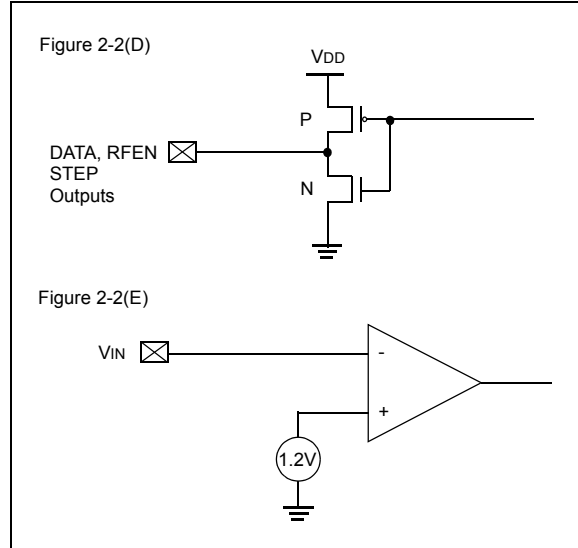 Figure 2-2(D)
VDD
P
DATA, RFEN
STEP
Outputs
N
Figure 2-2(E)
VIN
-
+
1.2V